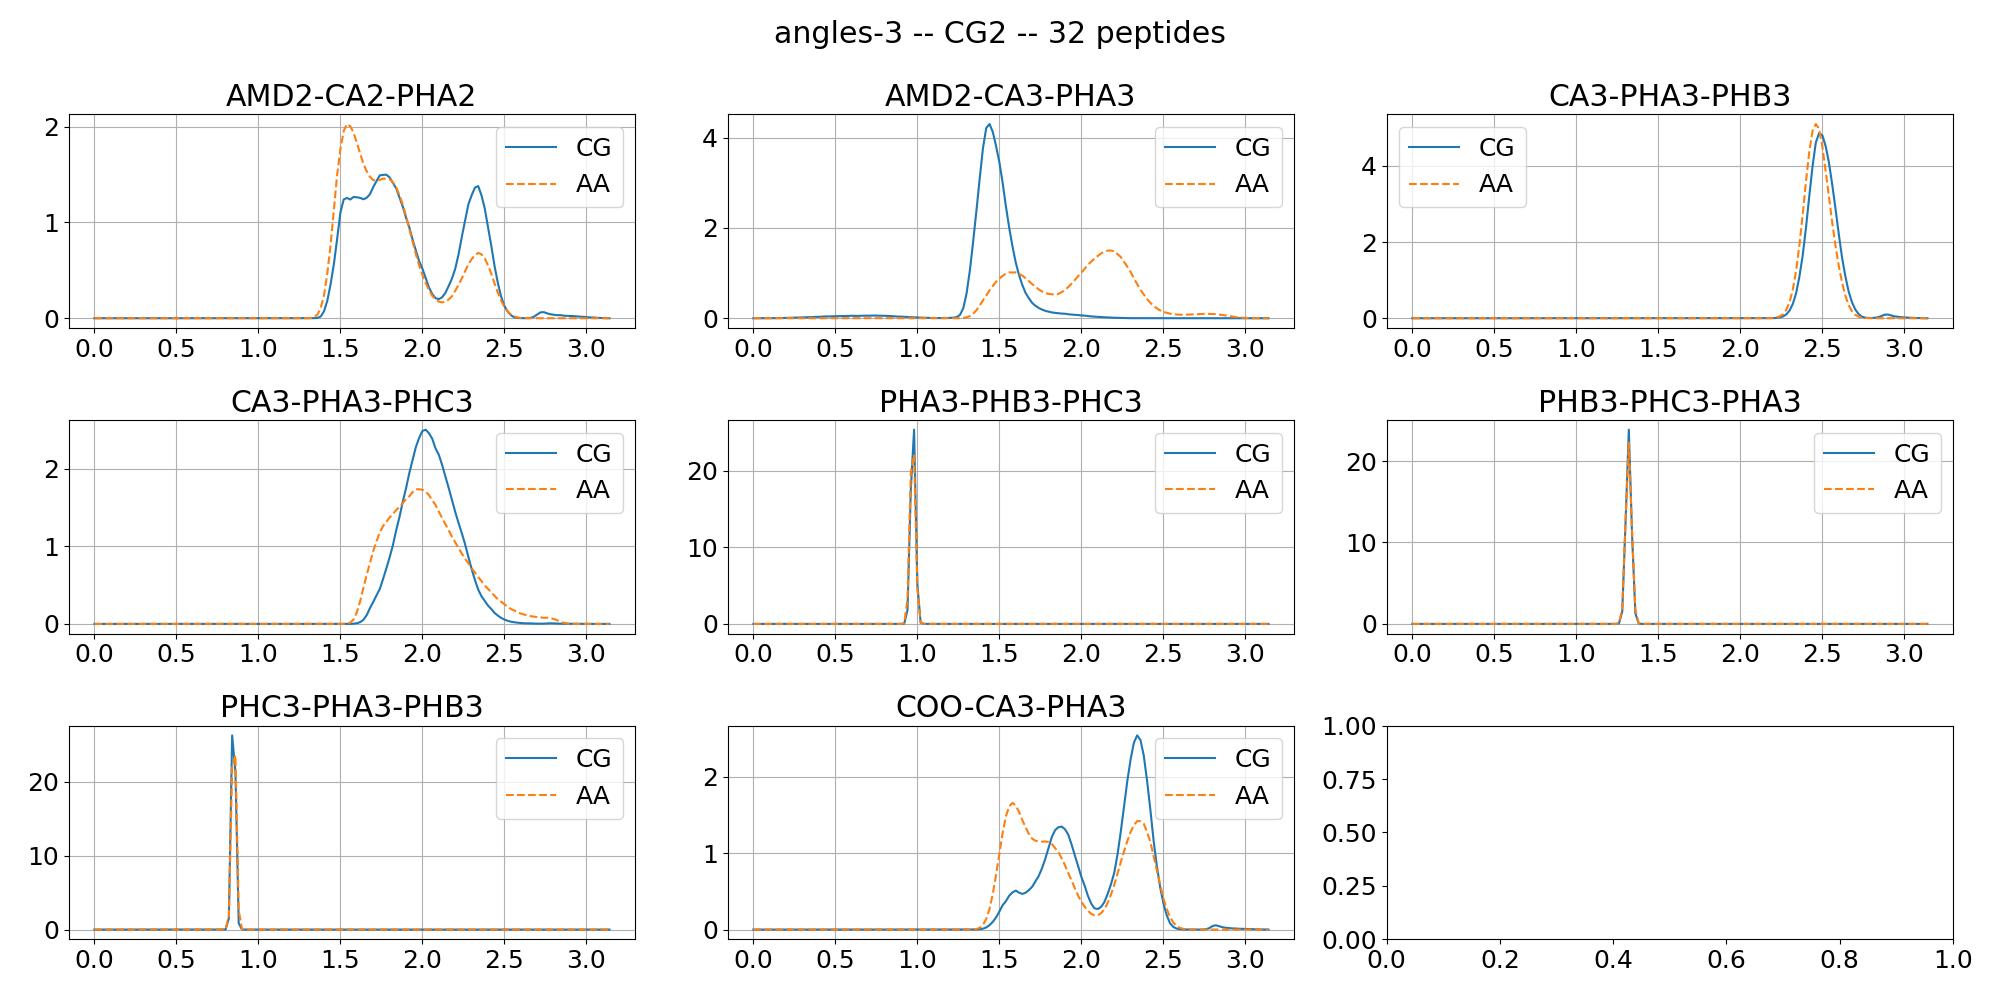 angles-3 -- CG2 -- 32 peptides
AMD2-CA2-PHA2
2
1
0
0.0 0.5 1.0 1.5 2.0 2.5 3.0
CG
AA
AMD2-CA3-PHA3
4
2
0
0.0 0.5 1.0 1.5 2.0 2.5 3.0
CG
AA
CA3-PHA3-PHB3
4
2
0
0.0 0.5 1.0 1.5 2.0 2.5 3.0
CG
AA
CA3-PHA3-PHC3
2
1
0
0.0 0.5 1.0 1.5 2.0 2.5 3.0
CG
AA
PHA3-PHB3-PHC3
20
10
0
0.0 0.5 1.0 1.5 2.0 2.5 3.0
CG
AA
PHB3-PHC3-PHA3
20
10
0
0.0 0.5 1.0 1.5 2.0 2.5 3.0
CG
AA
PHC3-PHA3-PHB3
20
10
0
0.0 0.5 1.0 1.5 2.0 2.5 3.0
CG
AA
COO-CA3-PHA3
2
1
0
0.0 0.5 1.0 1.5 2.0 2.5 3.0
CG
AA
1.00
0.75
0.50
0.25
0.00
0.0 0.2 0.4 0.6 0.8 1.0